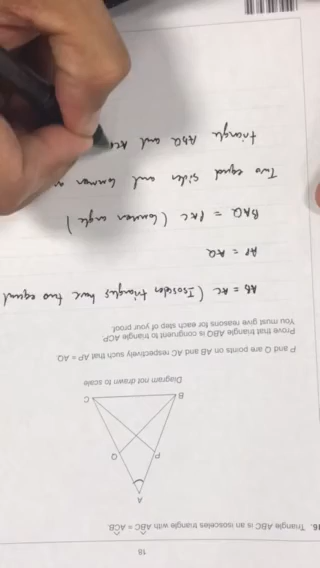 18
16. Triangle is ABC is an isosceles triangle with AB̂C = AĈB.
A
P
Q
B
C
Diagram not drawn to scale
P and Q are points on AB and AC respectively such that AP = AQ
Prove that triangle ABQ is congruent to triangle ACP
You must give reasons for each step of your proof.
AB = AC (Isosceles triangles have two equal
AP = AQ
BAQ = PAC (Common angle)
Two equal sides and common
triangle ABQ and